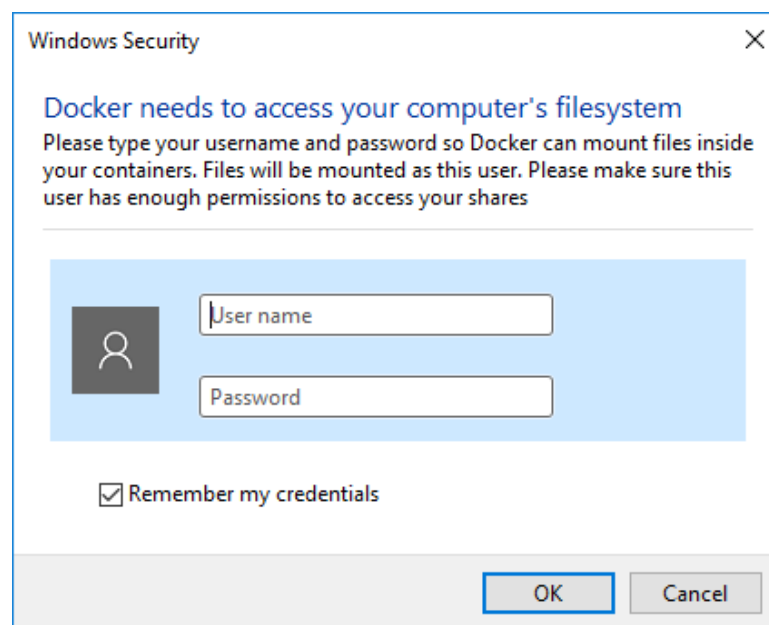 Windows Security
Docker needs to access your computer's filesystem
Please type your username and password so Docker can mount files inside
your containers. Files will be mounted as this user. Please make sure this
user has enough permissions to access your shares
User name
Password
Remember my credentials
OK
Cancel